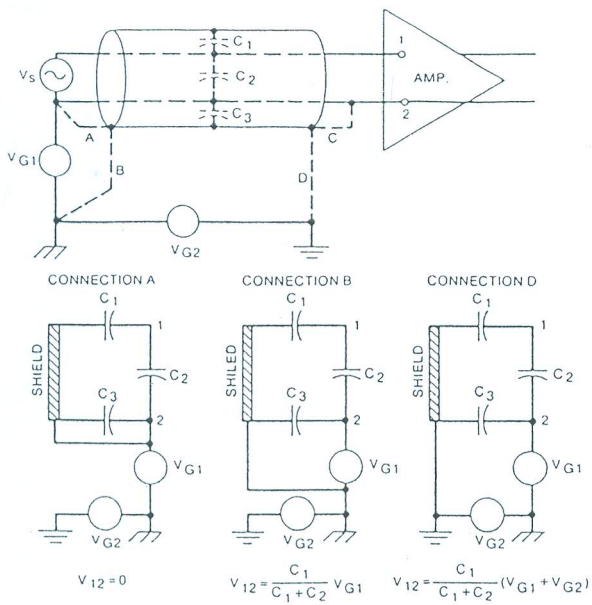 C1
1
VS
C2
AMP.
C3
2
A
C
VG1
B
D
VG2
CONNECTION A
CONNECTION B
CONNECTION D
C1
C1
C1
1
1
1
SHIELD
SHILED
SHIELD
C2
C2
C2
C3
C3
C3
2
2
2
VG1
VG1
VG1
VG2
VG2
VG2
V12=0
V12= C1/C1+C2 VG1
V12= C1/C1+C2 (VG1+VG2)